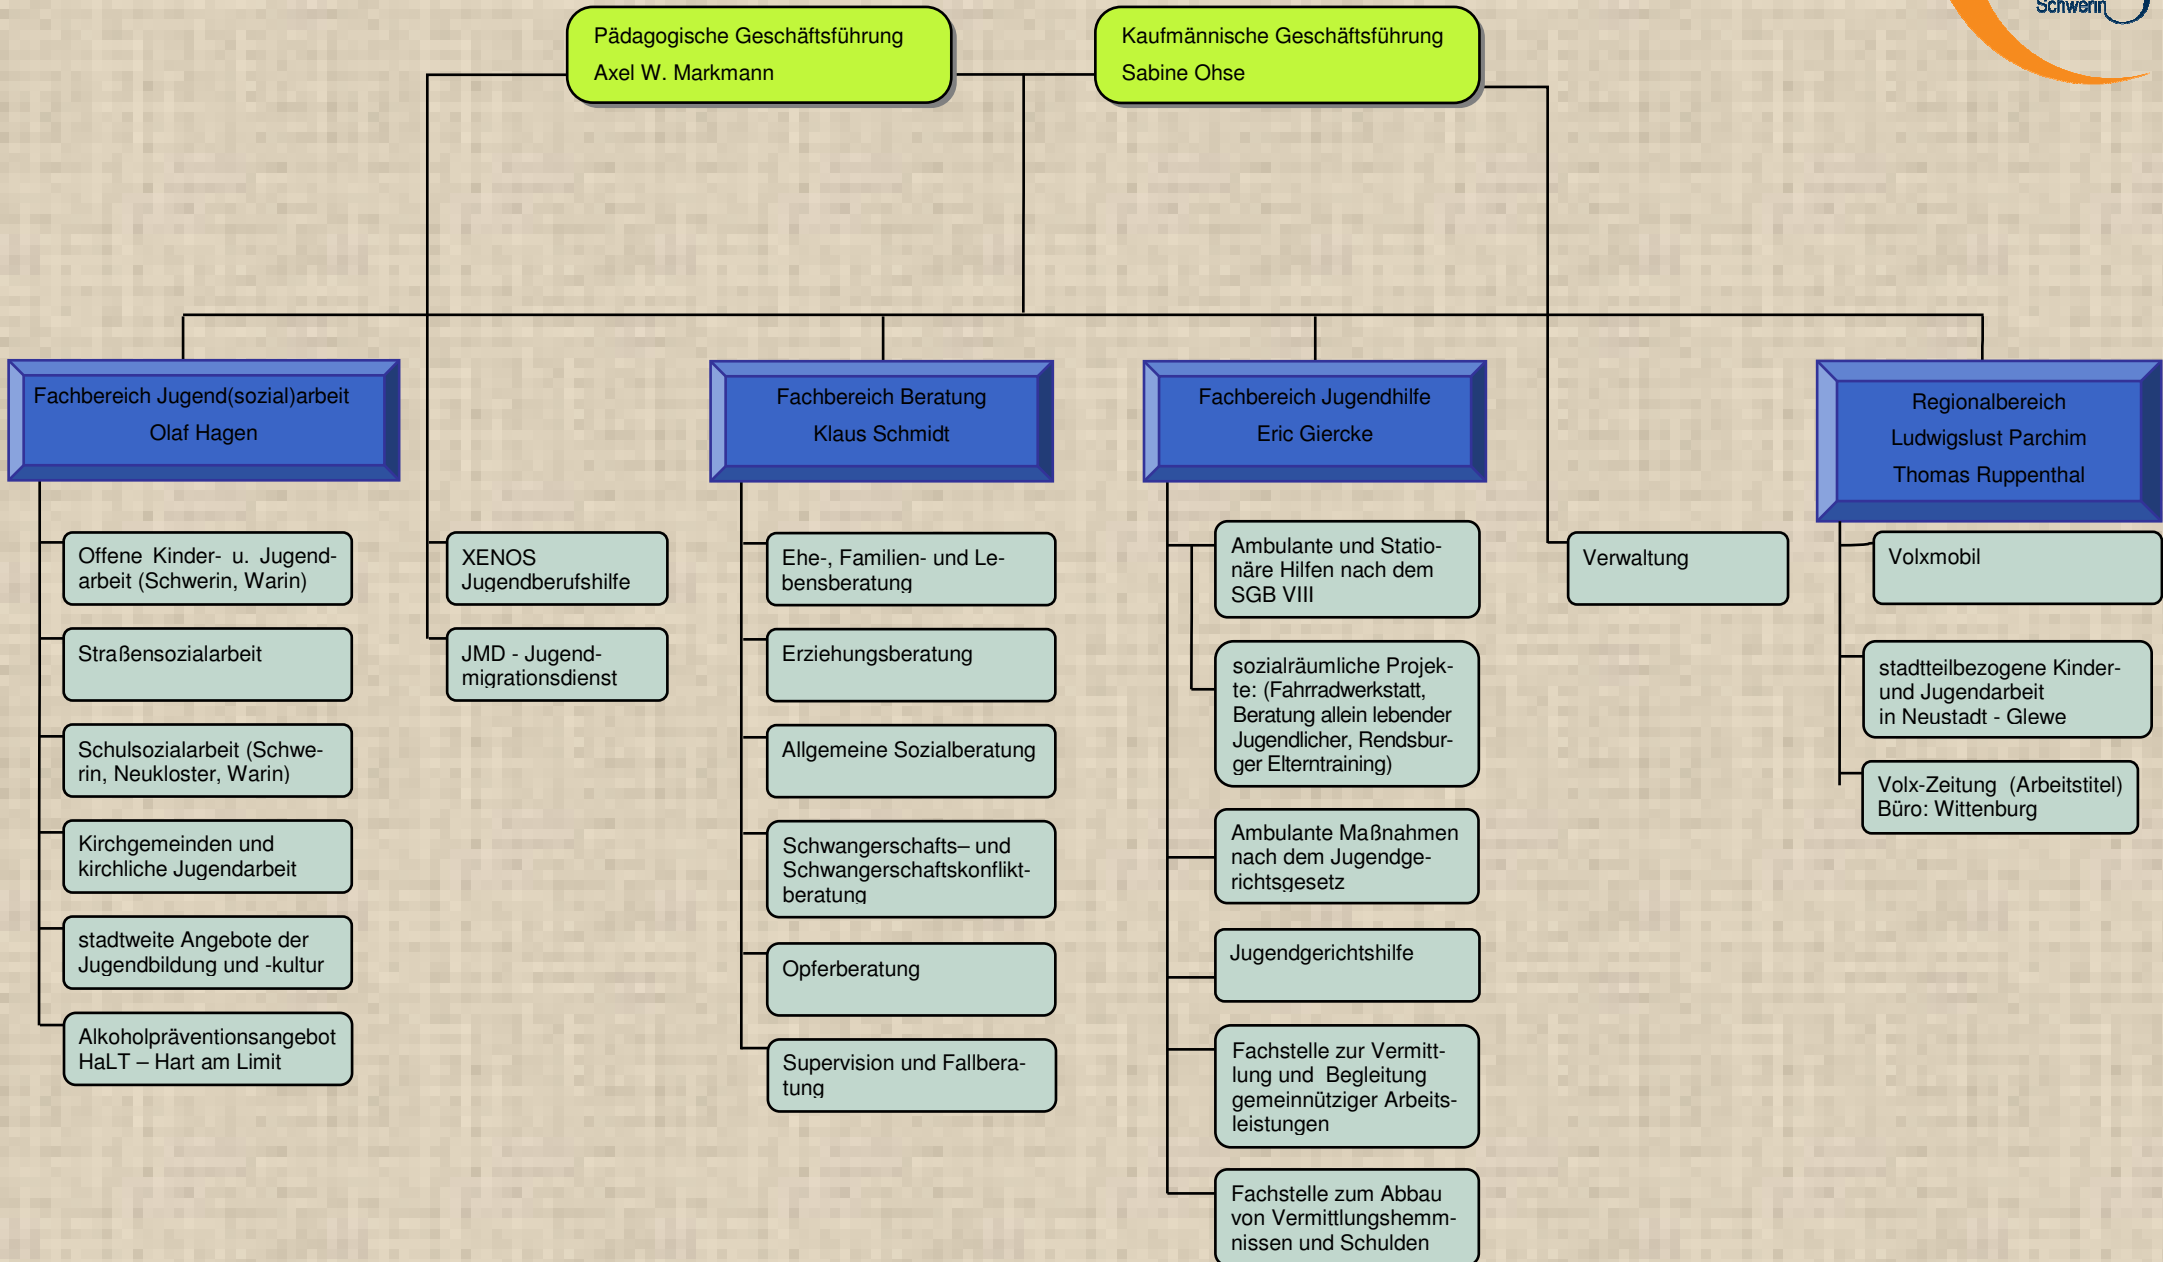 Schwerin
Pädagogische Geschäftsführung
Axel W. Markmann
Kaufmännische Geschäftsführung
Sabine Ohse
Fachbereich Jugend(sozial)arbeit
Olaf Hagen
Offene Kinder- u. Jugend-
arbeit (Schwerin, Warin)
Straßensozialarbeit
Schulsozialarbeit (Schwe-
rin, Neukloster, Warin)
Kirchgemeinden und
kirchliche Jugendarbeit
stadtweite Angebote der
Jugendbildung und -kultur
Alkoholpräventionsangebot
HaLT – Hart am Limit
XENOS
Jugendberufshilfe
JMD - Jugend-
migrationsdienst
Fachbereich Beratung
Klaus Schmidt
Ehe-, Familien- und Le-
bensberatung
Erziehungsberatung
Allgemeine Sozialberatung
Schwangerschafts– und
Schwangerschaftskonflikt-
beratung
Opferberatung
Supervision und Fallbera-
tung
Fachbereich Jugendhilfe
Eric Giercke
Ambulante und Statio-
näre Hilfen nach dem
SGB VIII
sozialräumliche Projek-
te: (Fahrradwerkstatt,
Beratung allein lebender
Jugendlicher, Rendsbur-
ger Elterntraining)
Ambulante Maßnahmen
nach dem Jugendge-
richtsgesetz
Jugendgerichtshilfe
Fachstelle zur Vermitt-
lung und Begleitung
gemeinnütziger Arbeits-
leistungen
Fachstelle zum Abbau
von Vermittlungshemm-
nissen und Schulden
Verwaltung
Regionalbereich
Ludwigslust Parchim
Thomas Ruppenthal
Volxmobil
stadtteilbezogene Kinder-
und Jugendarbeit
in Neustadt - Glewe
Volx-Zeitung (Arbeitstitel)
Büro: Wittenburg